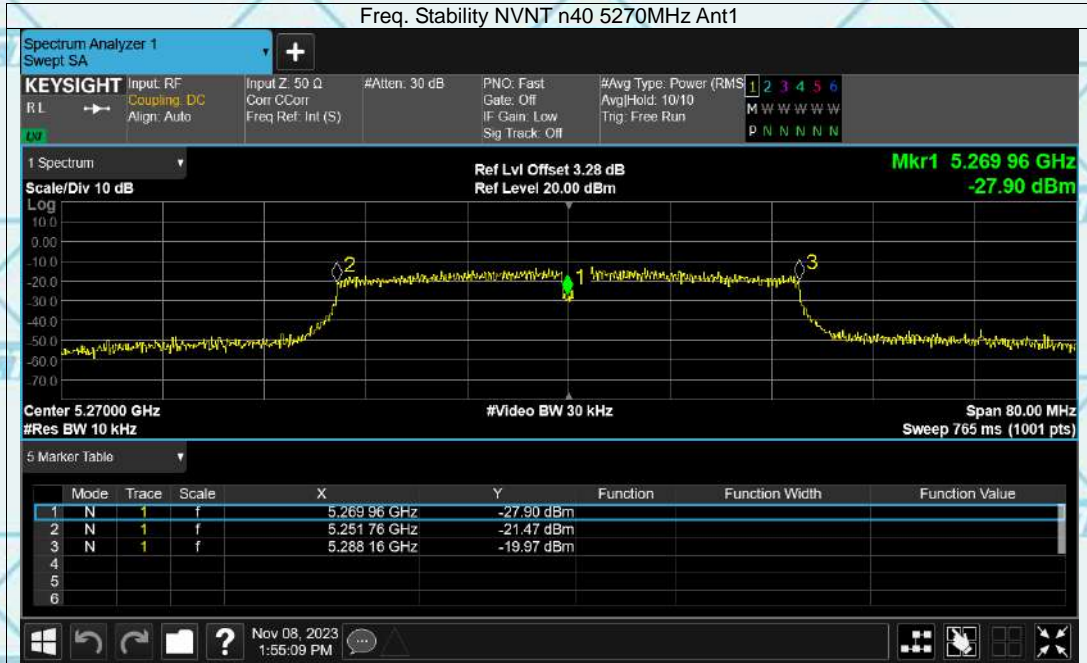 Freq. Stability NVNT n40 5270MHz Ant1
Spectrum Analyzer 1
Swept SA
+
KEYSIGHT Input: RF Input Z: 50 Ω #Atten: 30 dB PNO: Fast #Avg Type: Power (RMS 1 2 3 4 5 6
RL Coupling: DC Corr CCorr Gate: Off Avg|Hold: 10/10 M W W W W W
Align: Auto Freq Ref: Int (S) IF Gain: Low Trig: Free Run
Sig Track: Off P N N N N N
LXI
1 Spectrum Ref Lvl Offset 3.28 dB Mkr1 5.269 96 GHz
Scale/Div 10 dB Ref Level 20.00 dBm -27.90 dBm
Log
10.0
0.00
-10.0
-20.0
-30.0
-40.0
-50.0
-60.0
-70.0
2
1
3
Center 5.27000 GHz #Video BW 30 kHz Span 80.00 MHz
#Res BW 10 kHz Sweep 765 ms (1001 pts)
5 Marker Table
Mode Trace Scale X Y Function Function Width Function Value
1 N 1 f 5.269 96 GHz -27.90 dBm
2 N 1 f 5.251 76 GHz -21.47 dBm
3 N 1 f 5.288 16 GHz -19.97 dBm
4
5
6
? Nov 08, 2023
1:55:09 PM